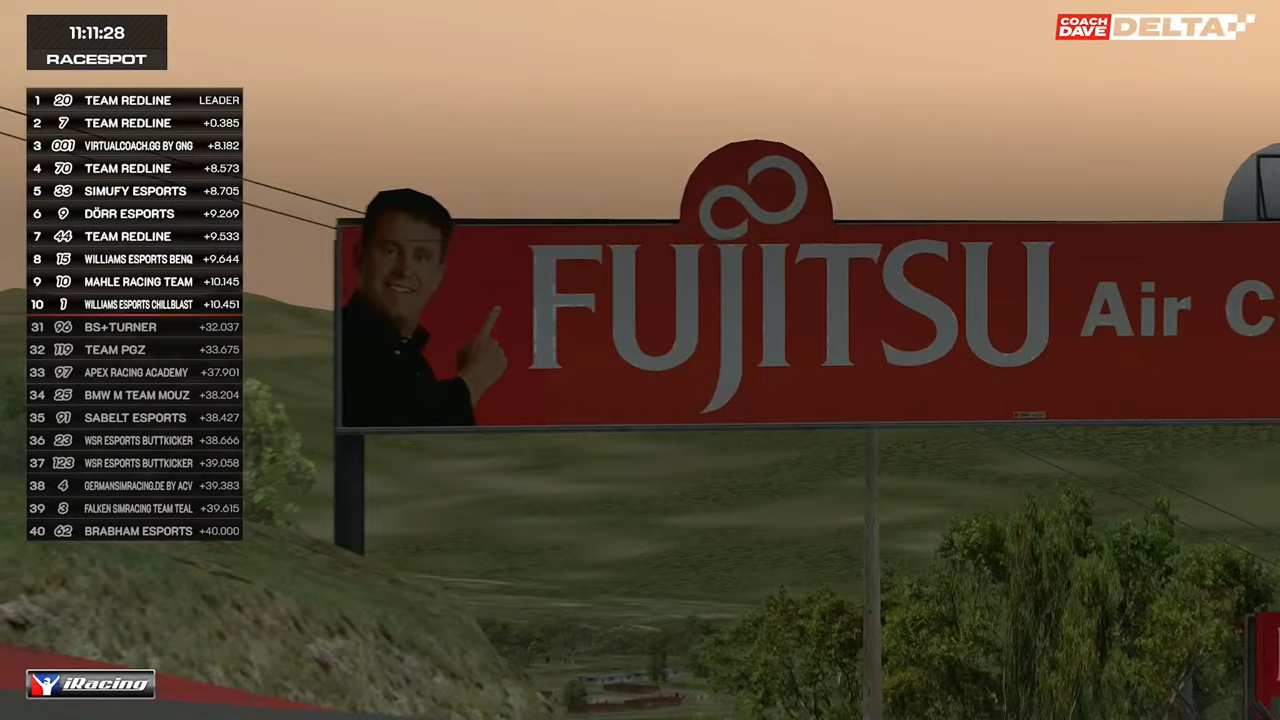 11:11:28
RACESPOT
COACH DAVE DELTA
1 20 TEAM REDLINE LEADER
2 7 TEAM REDLINE +0.385
3 001 VIRTUALCOACH.GG BY GNG +8.182
4 70 TEAM REDLINE +8.573
5 33 SIMUFY ESPORTS +8.705
6 9 DÖRR ESPORTS +9.269
7 44 TEAM REDLINE +9.533
8 15 WILLIAMS ESPORTS BENQ +9.644
9 10 MAHLE RACING TEAM +10.145
10 1 WILLIAMS ESPORTS CHILLBLAST +10.451
31 96 BS+TURNER +32.037
32 119 TEAM PGZ +33.675
33 97 APEX RACING ACADEMY +37.901
34 25 BMW M TEAM MOUZ +38.204
35 91 SABELT ESPORTS +38.427
36 23 WSR ESPORTS BUTTKICKER +38.666
37 123 WSR ESPORTS BUTTKICKER +39.058
38 4 GERMANSIMRACING.DE BY ACV +39.383
39 3 FALKEN SIMRACING TEAM TEAL +39.615
40 62 BRABHAM ESPORTS +40.000
FUJITSU Air C
iRacing